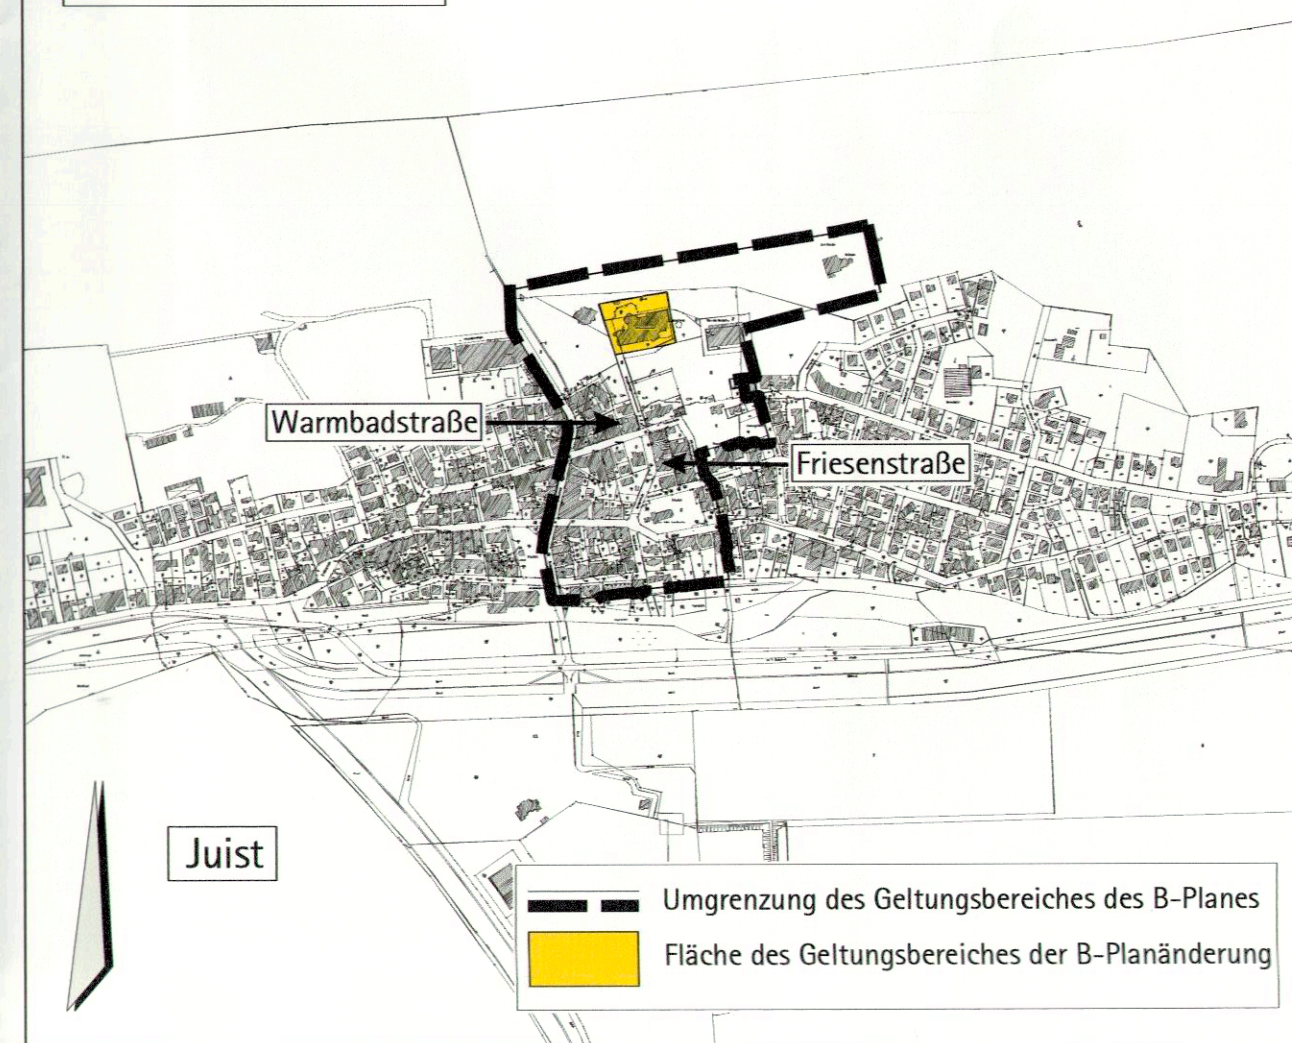 Warmbadstraße
Friesenstraße
Juist
Umgrenzung des Geltungsbereiches des B-Planes
Fläche des Geltungsbereiches der B-Planänderung